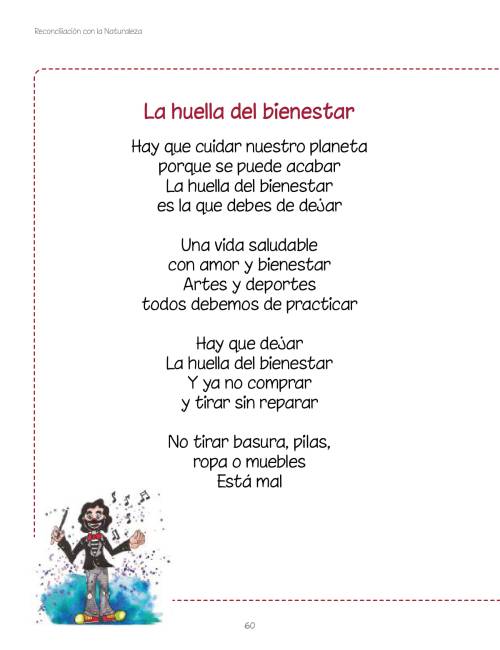 Reconciliación con la Naturaleza
La huella del bienestar
Hay que cuidar nuestro planeta
porque se puede acabar
La huella del bienestar
es la que debes de dejar
Una vida saludable
con amor y bienestar
Artes y deportes
todos debemos de practicar
Hay que dejar
La huella del bienestar
Y ya no comprar
y tirar sin reparar
No tirar basura, pilas,
ropa o muebles
Está mal
60